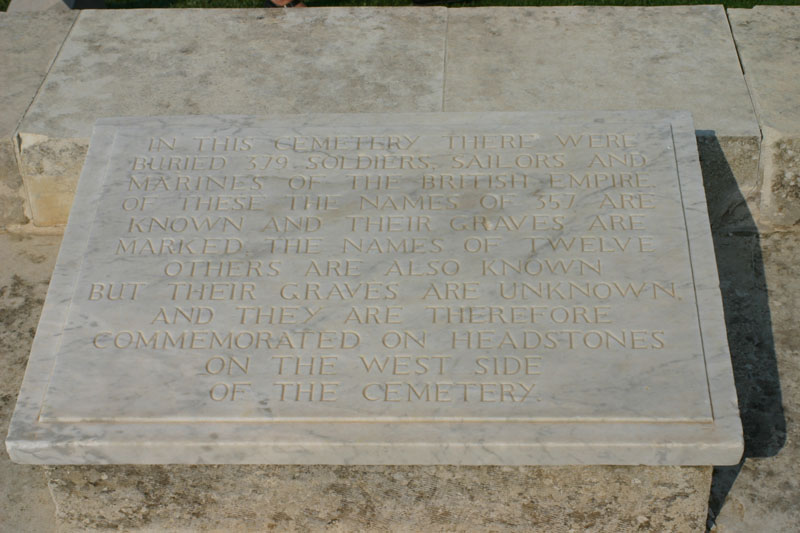 IN THIS CEMETERY THERE WERE
BURIED 379 SOLDIERS, SAILORS AND
MARINES OF THE BRITISH EMPIRE.
OF THESE THE NAMES OF 357 ARE
KNOWN AND THEIR GRAVES ARE
MARKED. THE NAMES OF TWELVE
OTHERS ARE ALSO KNOWN
BUT THEIR GRAVES ARE UNKNOWN,
AND THEY ARE THEREFORE
COMMEMORATED ON HEADSTONES
ON THE WEST SIDE
OF THE CEMETERY.